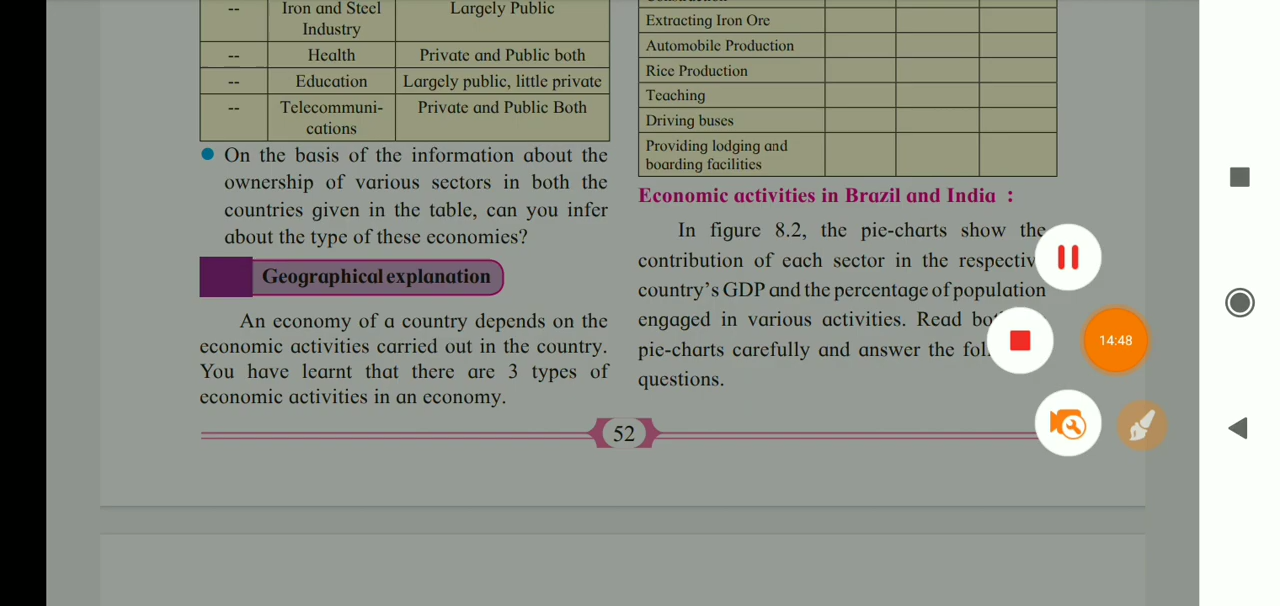 -- Iron and Steel Largely Public
Industry
-- Health Private and Public both
-- Education Largely public, little private
-- Telecommuni- Private and Public Both
cations
On the basis of the information about the
ownership of various sectors in both the
countries given in the table, can you infer
about the type of these economies?
Geographical explanation
An economy of a country depends on the
economic activities carried out in the country.
You have learnt that there are 3 types of
economic activities in an economy.
Extracting Iron Ore
Automobile Production
Rice Production
Teaching
Driving buses
Providing lodging and
boarding facilities
Economic activities in Brazil and India :
In figure 8.2, the pie-charts show the
contribution of each sector in the
country's GDP and the percentage of population
engaged in various activities. Read
pie-charts carefully and answer the
questions.
52
14:48